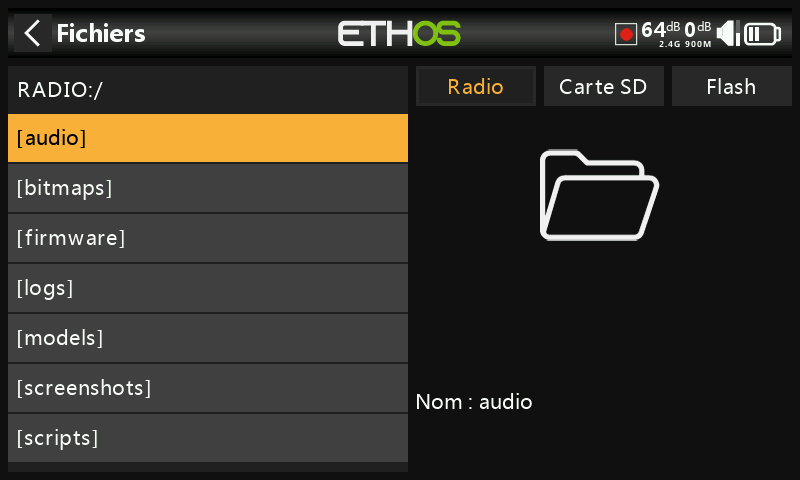 Fichiers
ETHOS
64dB 0dB
2.4G 900M
RADIO:/
[audio]
[bitmaps]
[firmware]
[logs]
[models]
[screenshots]
[scripts]
Radio
Carte SD
Flash
Nom : audio